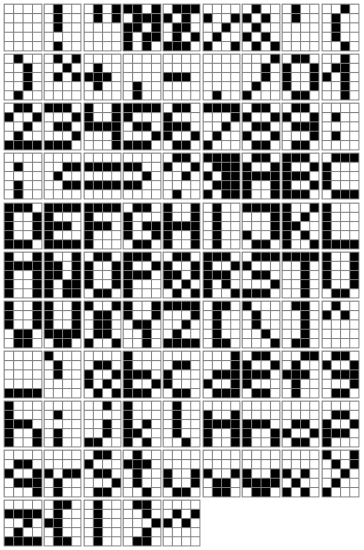 ! " # $ % & ' (
) * + , - . / 0 1
2 3 4 5 6 7 8 9 :
; < = > ? @ A B C
D E F G H I J K L
M N O P Q R S T U
V W X Y Z [ \ ] ^
_ ` a b c d e f g
h i j k l m n o p
q r s t u v w x y
z { | } ~